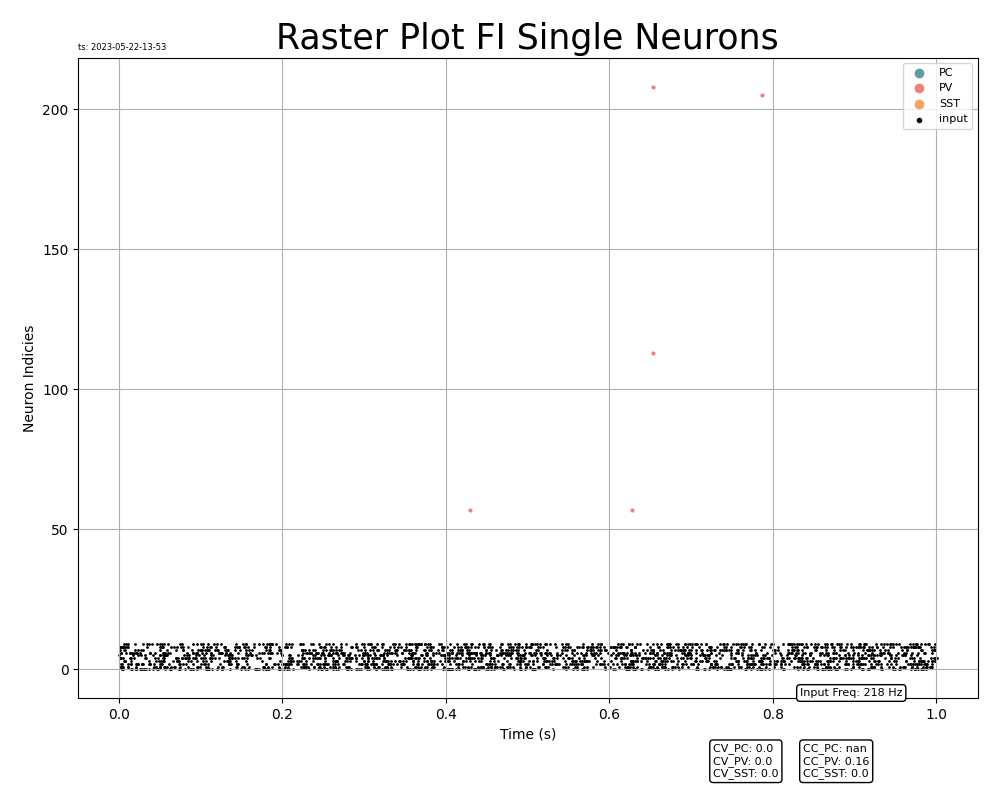 Raster Plot FI Single Neurons
ts: 2023-05-22-13-53
PC
PV
SST
input
200
150
100
50
0
Neuron Indicies
0.0 0.2 0.4 0.6 0.8 1.0
Input Freq: 218 Hz
Time (s)
CV_PC: 0.0
CV_PV: 0.0
CV_SST: 0.0
CC_PC: nan
CC_PV: 0.16
CC_SST: 0.0